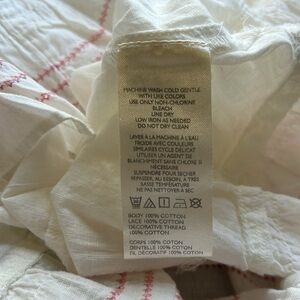 MACHINE WASH COLD GENTLE
WITH LIKE COLORS
USE ONLY NON-CHLORINE
BLEACH
LINE DRY
LOW IRON AS NEEDED
DO NOT DRY CLEAN
LAVER À LA MACHINE À L'EAU
FROIDE AVEC COULEURS
SIMILAIRES CYCLE DELICAT
UTILISER UN AGENT DE
BLANCHIMENT SANS CHLORE SI
NÉCESSAIRE
SUSPENDRE POUR SÉCHER
REPASSER, AU BESOIN, À TRÈS
BASSE TEMPÉRATURE
NE PAS NETTOYER À SEC
BODY 100% COTTON
LACE 100% COTTON
DECORATIVE THREAD
100% COTTON
CORPS 100% COTON
DENTELLE 100% COTON
FIL DÉCORATIF 100% COTON